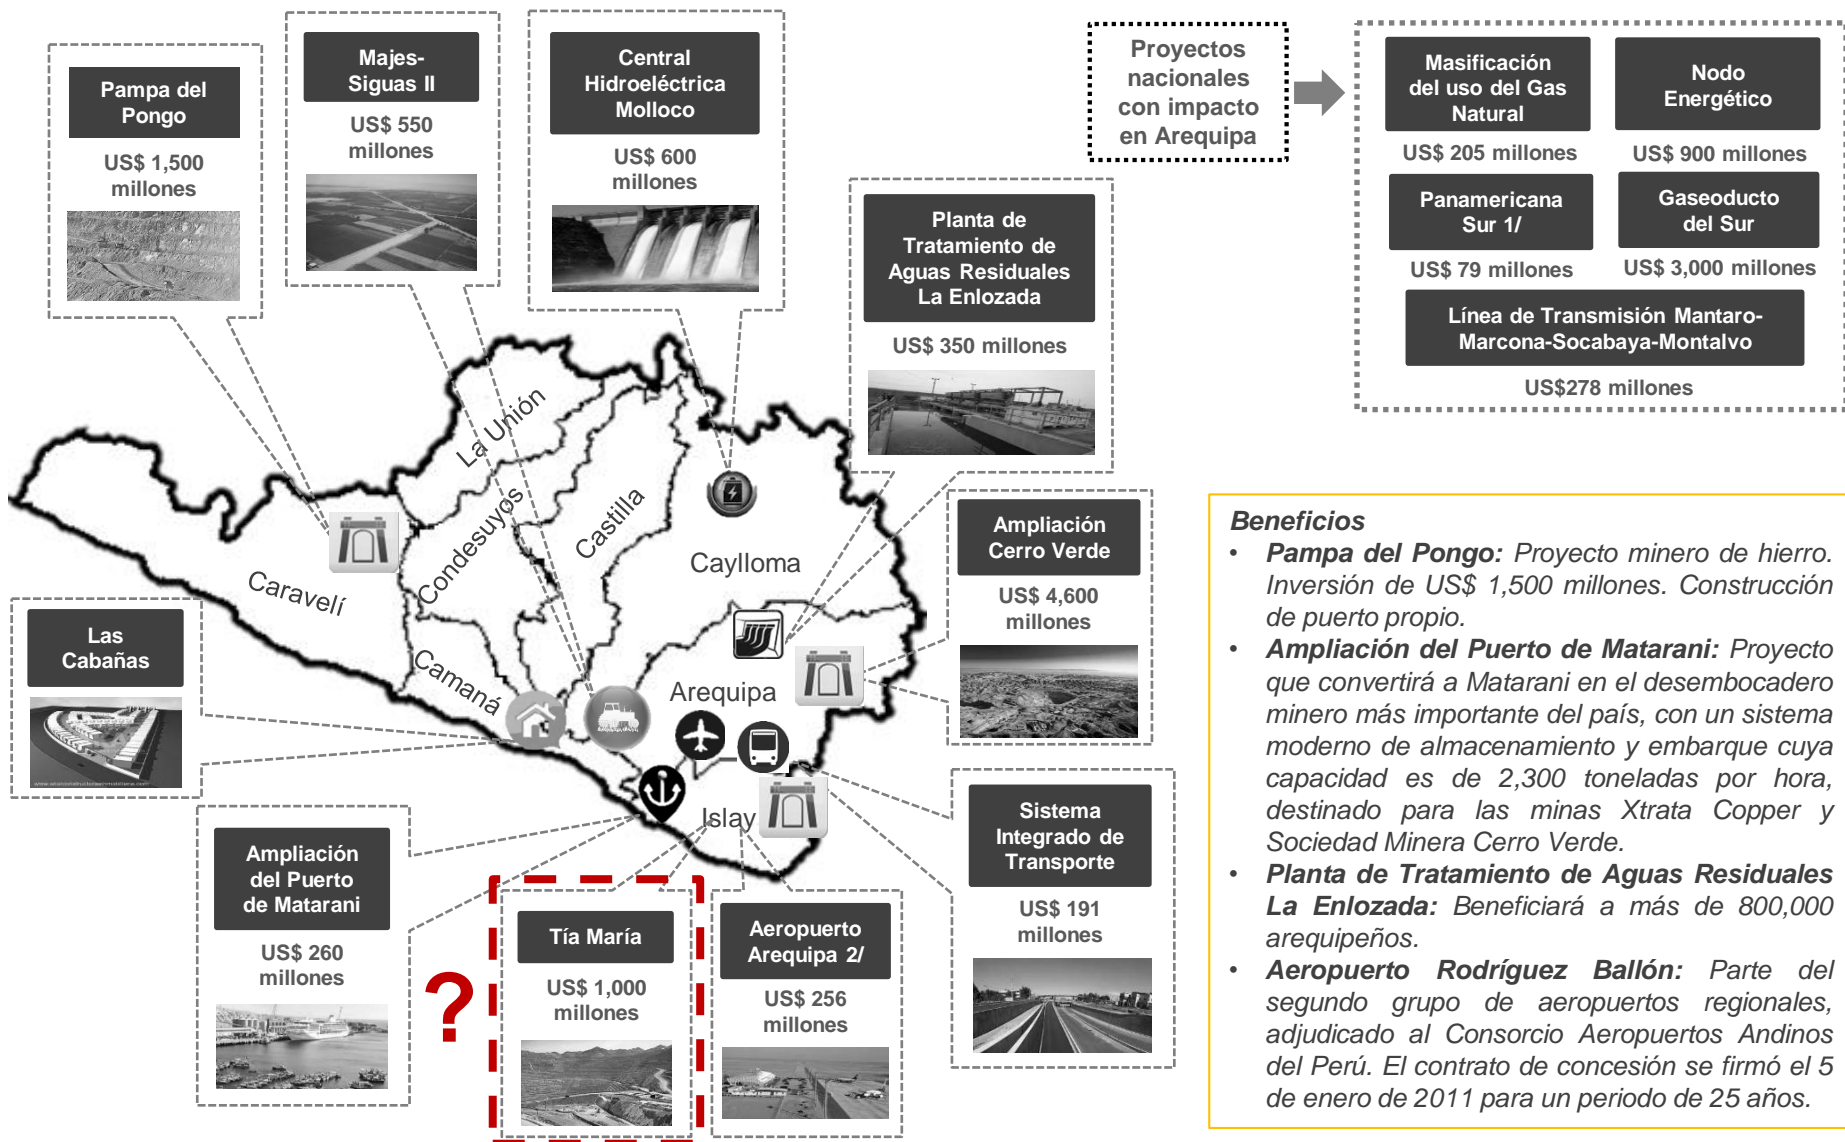 Pampa del
Pongo
US$ 1,500
millones
Majes-
Siguas II
US$ 550
millones
Central
Hidroeléctrica
Molloco
US$ 600
millones
Planta de
Tratamiento de
Aguas Residuales
La Enlozada
US$ 350 millones
Proyectos
nacionales
con impacto
en Arequipa
Masificación
del uso del Gas
Natural
US$ 205 millones
Nodo
Energético
US$ 900 millones
Panamericana
Sur 1/
US$ 79 millones
Gaseoducto
del Sur
US$ 3,000 millones
Línea de Transmisión Mantaro-
Marcona-Socabaya-Montalvo
US$278 millones
La Unión
Condesuyos
Castilla
Caylloma
Caravelí
Camaná
Arequipa
Islay
Ampliación
Cerro Verde
US$ 4,600
millones
Las
Cabañas
Ampliación
del Puerto
de Matarani
US$ 260
millones
?
Tía María
US$ 1,000
millones
Aeropuerto
Arequipa 2/
US$ 256
millones
Sistema
Integrado de
Transporte
US$ 191
millones
Beneficios
• Pampa del Pongo: Proyecto minero de hierro.
Inversión de US$ 1,500 millones. Construcción
de puerto propio.
• Ampliación del Puerto de Matarani: Proyecto
que convertirá a Matarani en el desembocadero
minero más importante del país, con un sistema
moderno de almacenamiento y embarque cuya
capacidad es de 2,300 toneladas por hora,
destinado para las minas Xtrata Copper y
Sociedad Minera Cerro Verde.
• Planta de Tratamiento de Aguas Residuales
La Enlozada: Beneficiará a más de 800,000
arequipeños.
• Aeropuerto Rodríguez Ballón: Parte del
segundo grupo de aeropuertos regionales,
adjudicado al Consorcio Aeropuertos Andinos
del Perú. El contrato de concesión se firmó el 5
de enero de 2011 para un periodo de 25 años.